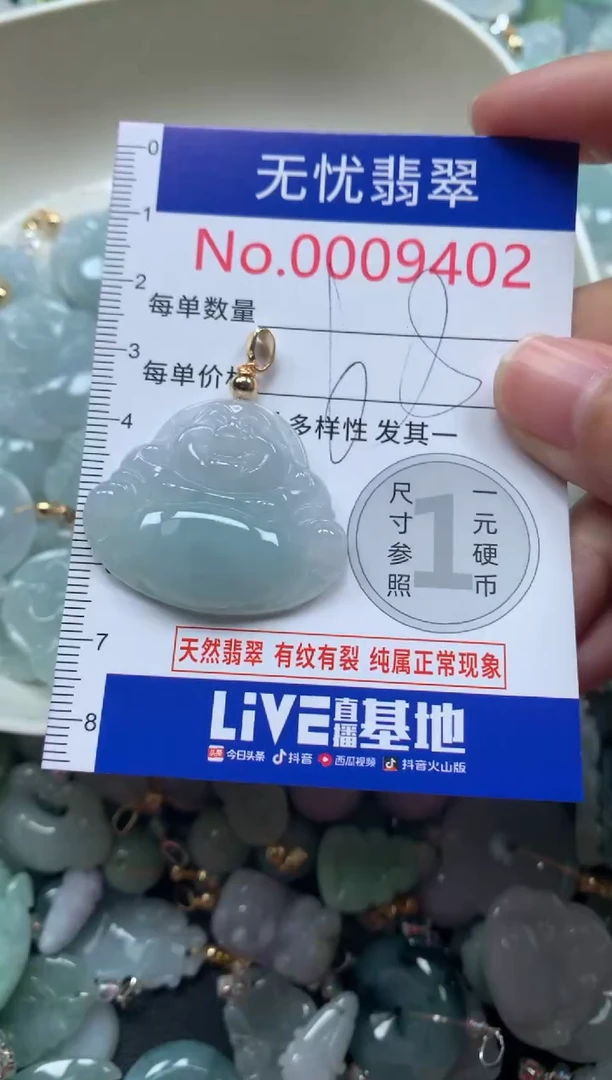 无忧翡翠
No.0009402
每单数量
每单价
多样性 发其一
尺寸参照
1
一元硬币
天然翡翠 有纹有裂 纯属正常现象
LiVE直播基地
头条 今日头条 抖音 西瓜视频 抖音火山版
0
1
2
3
4
7
8